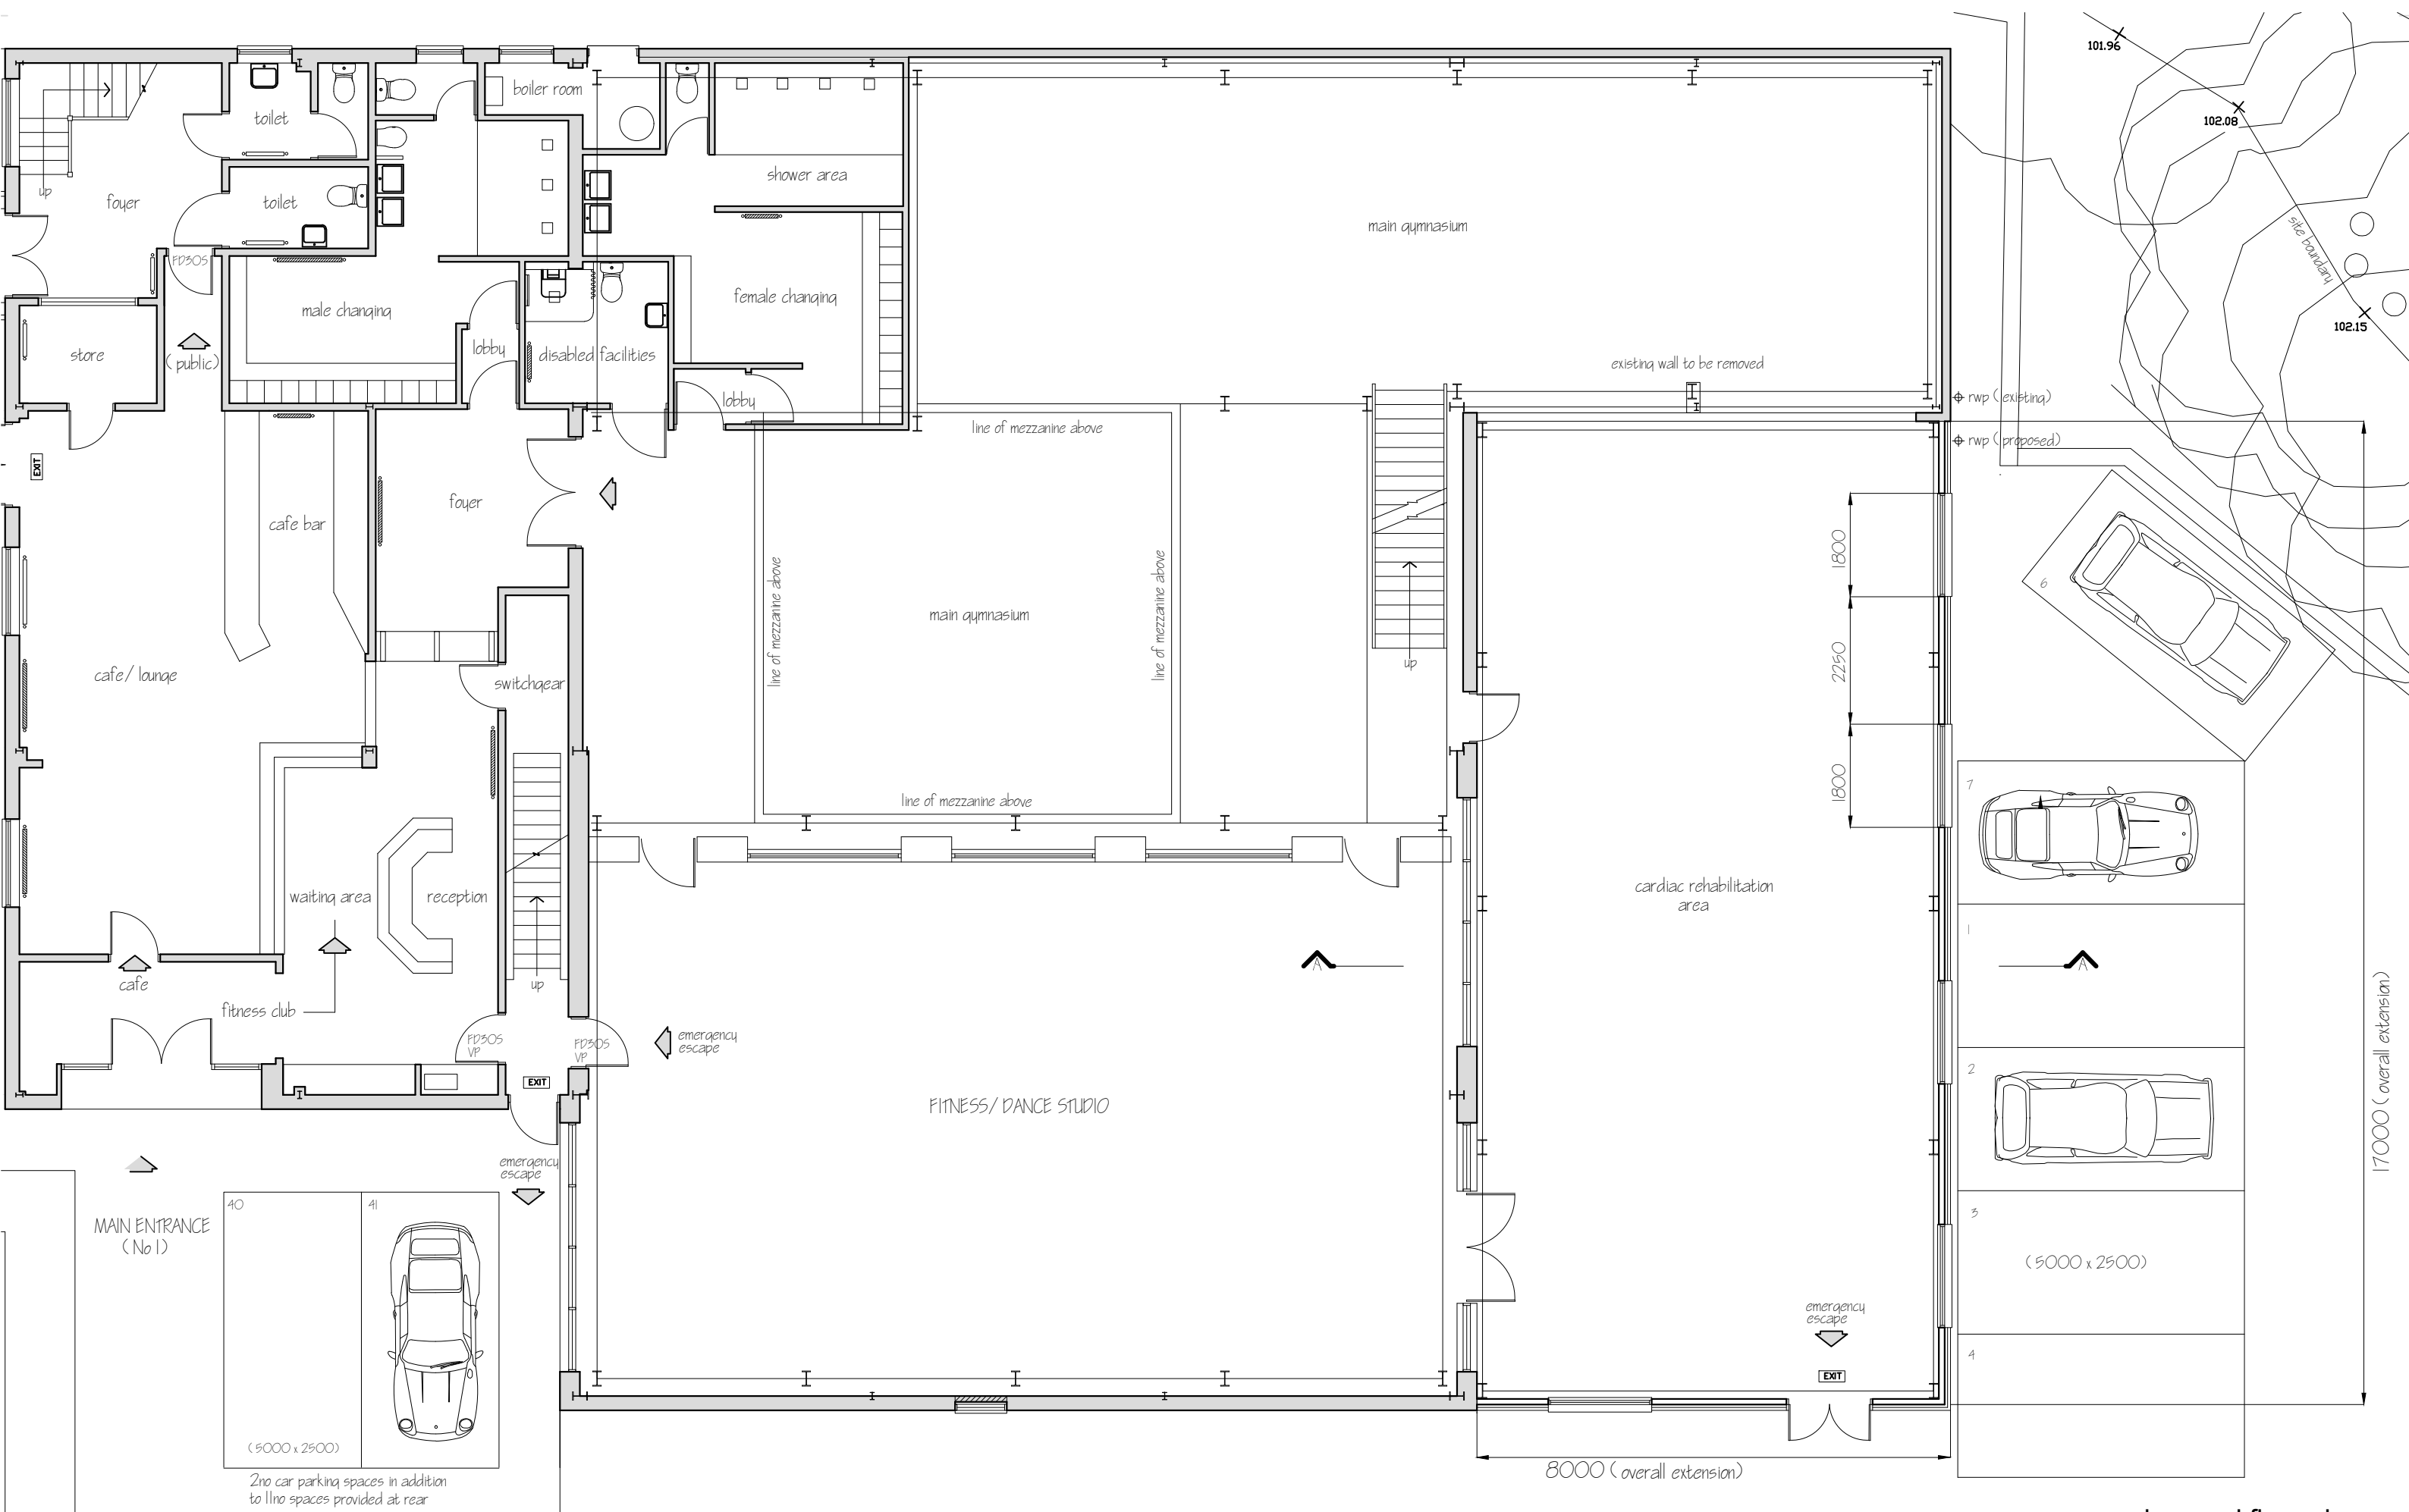 101.96
102.08
boiler room
toilet
shower area
up
foyer
toilet
main gymnasium
site boundary
FD30S
male changing
female changing
102.15
store
(public)
lobby
disabled facilities
existing wall to be removed
lobby
rwp (existing)
line of mezzanine above
rwp (proposed)
EXIT
foyer
cafe bar
1800
6
line of mezzanine above
line of mezzanine above
main gymnasium
2250
up
cafe/ lounge
switchgear
1800
7
line of mezzanine above
waiting area
reception
cardiac rehabilitation
area
1
A
A
cafe
up
fitness club
FD30S
VP
FD30S
VP
emergency
escape
17000 (overall extension)
2
EXIT
FITNESS/ DANCE STUDIO
emergency
escape
40
41
3
MAIN ENTRANCE
(No 1)
(5000 x 2500)
emergency
escape
4
EXIT
(5000 x 2500)
8000 (overall extension)
2no car parking spaces in addition
to 11no spaces provided at rear